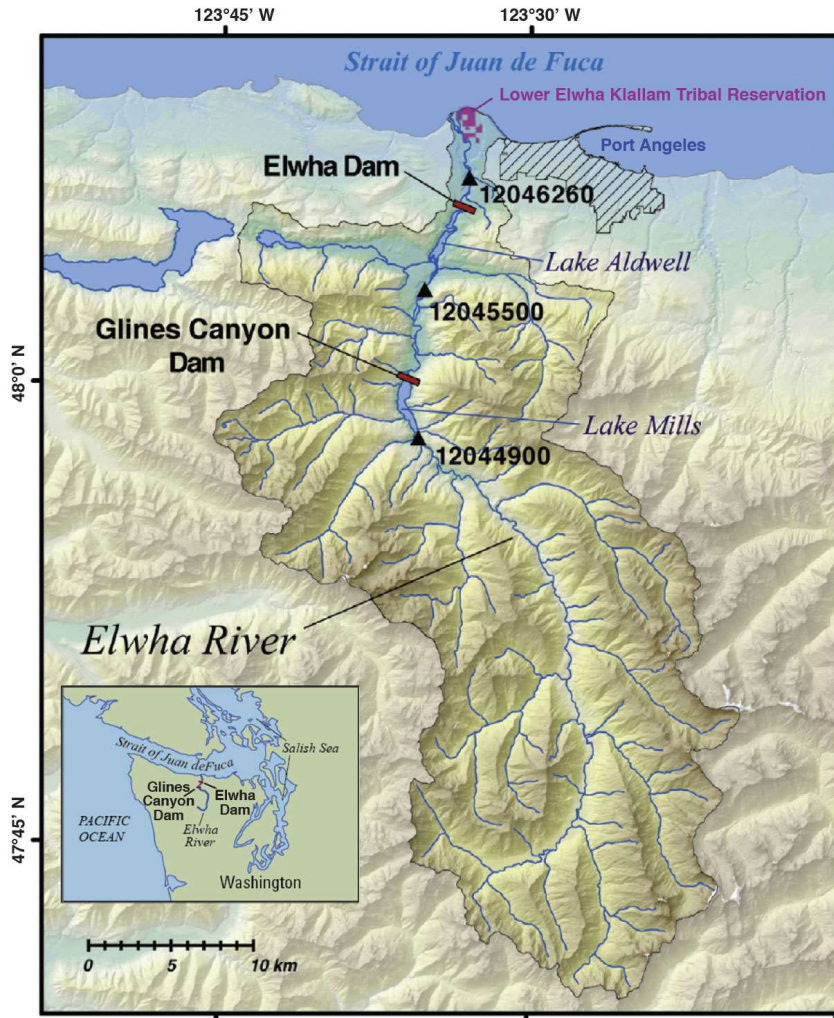 123°45' W
123°30' W
Strait of Juan de Fuca
Lower Elwha Klallam Tribal Reservation
Port Angeles
Elwha Dam
12046260
Lake Aldwell
12045500
Glines Canyon
Dam
48°0' N
Lake Mills
12044900
Elwha River
Strait of Juan deFuca
Salish Sea
Glines
Canyon
Dam
Elwha
Dam
PACIFIC
OCEAN
Elwha
River
Washington
47°45' N
0 5 10 km